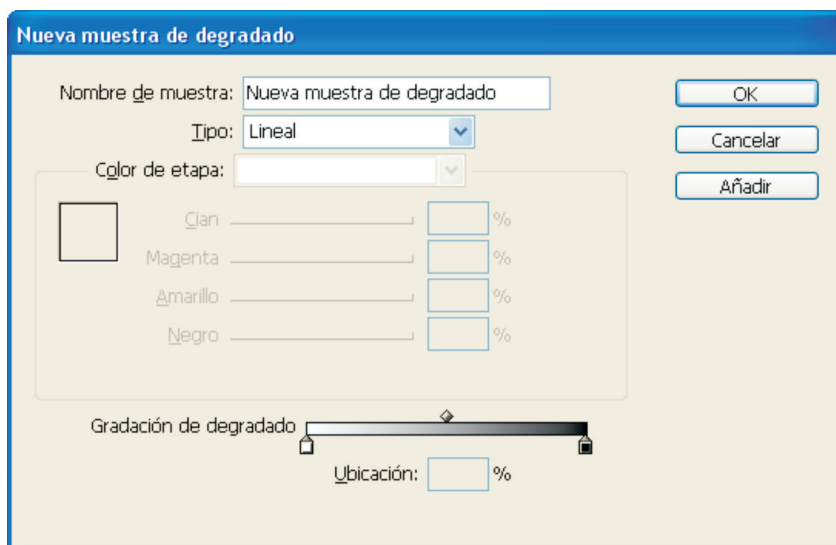 Nueva muestra de degradado
Nombre de muestra: Nueva muestra de degradado
OK
Tipo: Lineal
Cancelar
Color de etapa:
Añadir
Cian %
Magenta %
Amarillo %
Negro %
Gradación de degradado
Ubicación: %